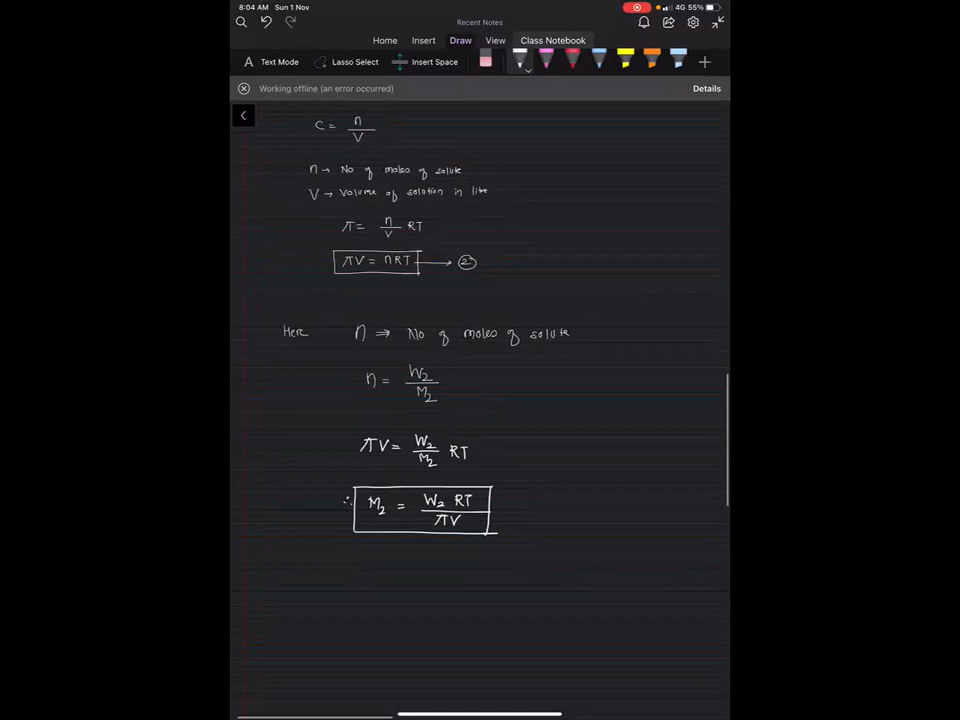 8:04 AM Sun 1 Nov
4G 55%
Recent Notes
Home Insert Draw View Class Notebook
Text Mode Lasso Select Insert Space
Working offline (an error occurred) Details
C = n/V
n → No of moles of solute
V → Volume of solution in litre
π = n/V RT
πV = nRT → ②
Here n ⇒ No of moles of solute
n = W₂/M₂
πV = W₂/M₂ RT
∴ M₂ = W₂ RT/πV